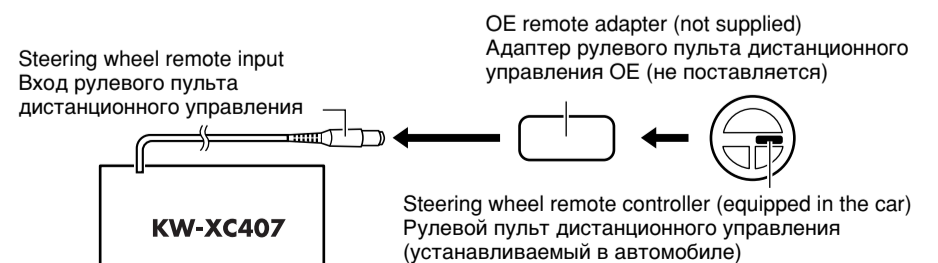 OE remote adapter (not supplied)
Адаптер рулевого пульта дистанционного
управления OE (не поставляется)
Steering wheel remote input
Вход рулевого пульта
дистанционного управления
KW-XC407
Steering wheel remote controller (equipped in the car)
Рулевой пульт дистанционного управления
(устанавливаемый в автомобиле)